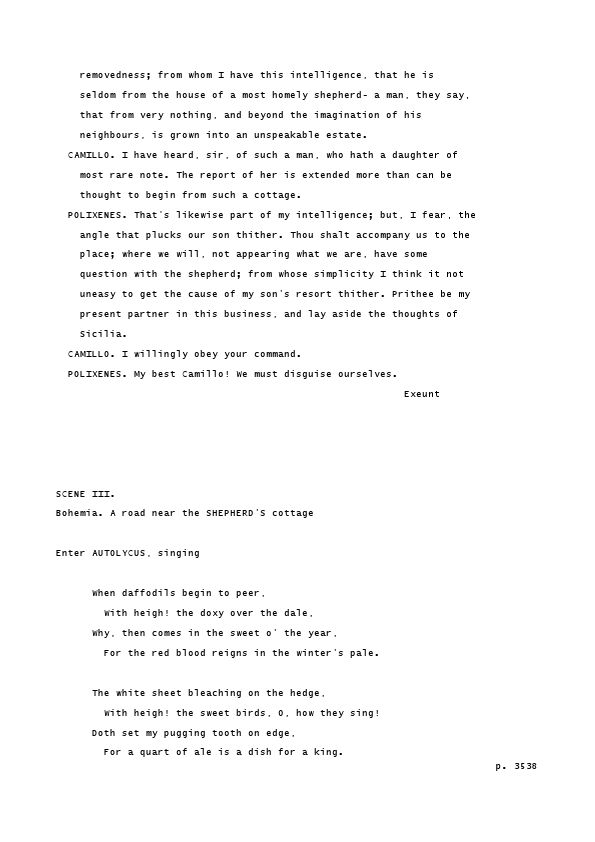 removedness; from whom I have this intelligence, that he is
seldom from the house of a most homely shepherd- a man, they say,
that from very nothing, and beyond the imagination of his
neighbours, is grown into an unspeakable estate.
CAMILLO. I have heard, sir, of such a man, who hath a daughter of
most rare note. The report of her is extended more than can be
thought to begin from such a cottage.
POLIXENES. That's likewise part of my intelligence; but, I fear, the
angle that plucks our son thither. Thou shalt accompany us to the
place; where we will, not appearing what we are, have some
question with the shepherd; from whose simplicity I think it not
uneasy to get the cause of my son's resort thither. Prithee be my
present partner in this business, and lay aside the thoughts of
Sicilia.
CAMILLO. I willingly obey your command.
POLIXENES. My best Camillo! We must disguise ourselves.
Exeunt
SCENE III.
Bohemia. A road near the SHEPHERD'S cottage
Enter AUTOLYCUS, singing
When daffodils begin to peer,
With heigh! the doxy over the dale,
Why, then comes in the sweet o' the year,
For the red blood reigns in the winter's pale.
The white sheet bleaching on the hedge,
With heigh! the sweet birds, O, how they sing!
Doth set my pugging tooth on edge,
For a quart of ale is a dish for a king.
p. 3538